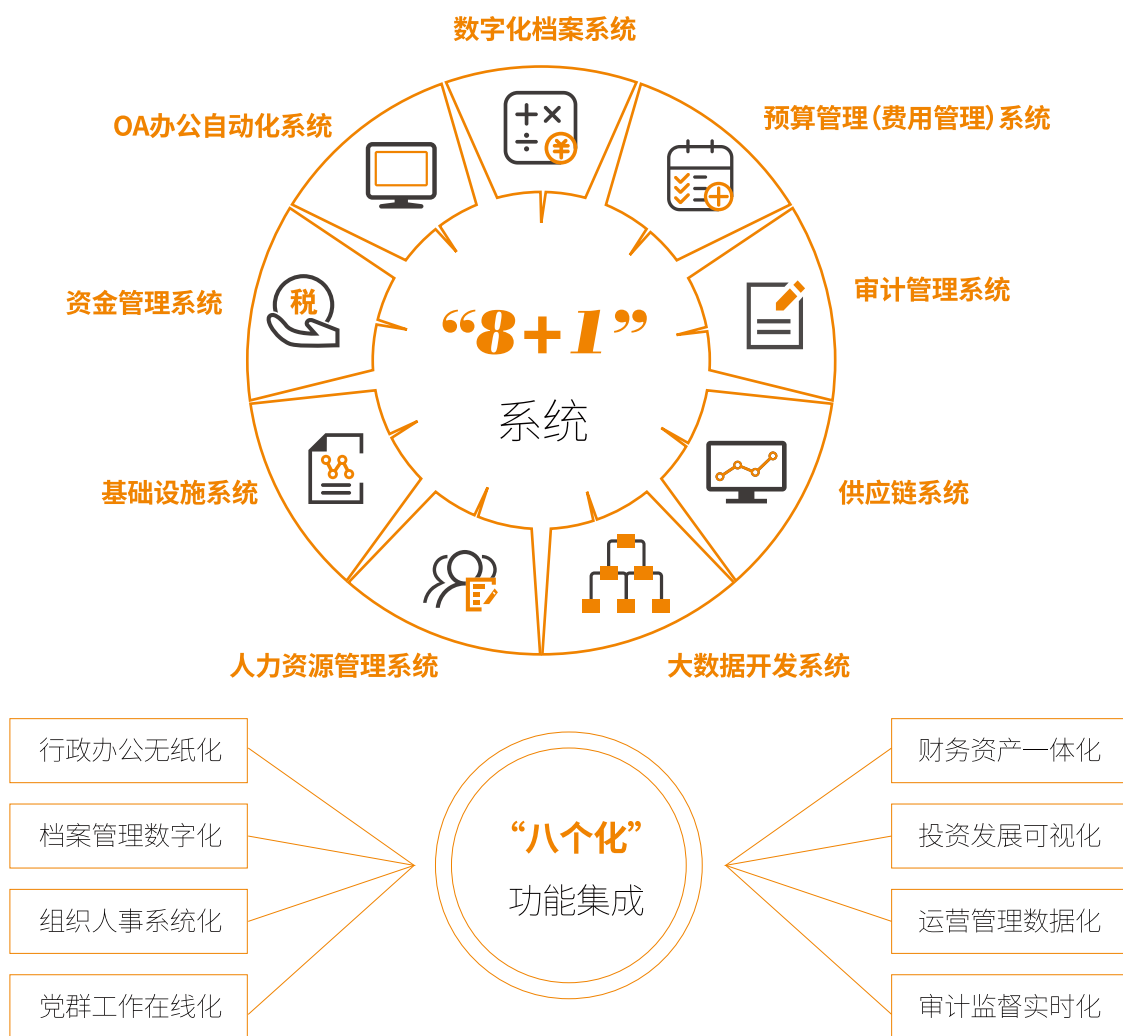 数字化档案系统
OA办公自动化系统
预算管理(费用管理)系统
资金管理系统
税
审计管理系统
“8+1”
系统
基础设施系统
供应链系统
人力资源管理系统
大数据开发系统
行政办公无纸化
财务资产一体化
档案管理数字化
投资发展可视化
“八个化”
功能集成
组织人事系统化
运营管理数据化
党群工作在线化
审计监督实时化